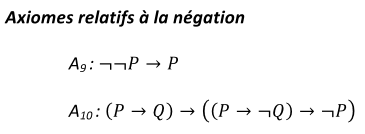 Axiomes relatifs à la négation
A₉ : ¬¬P → P
A₁₀ : (P → Q) → ((P → ¬Q) → ¬P)